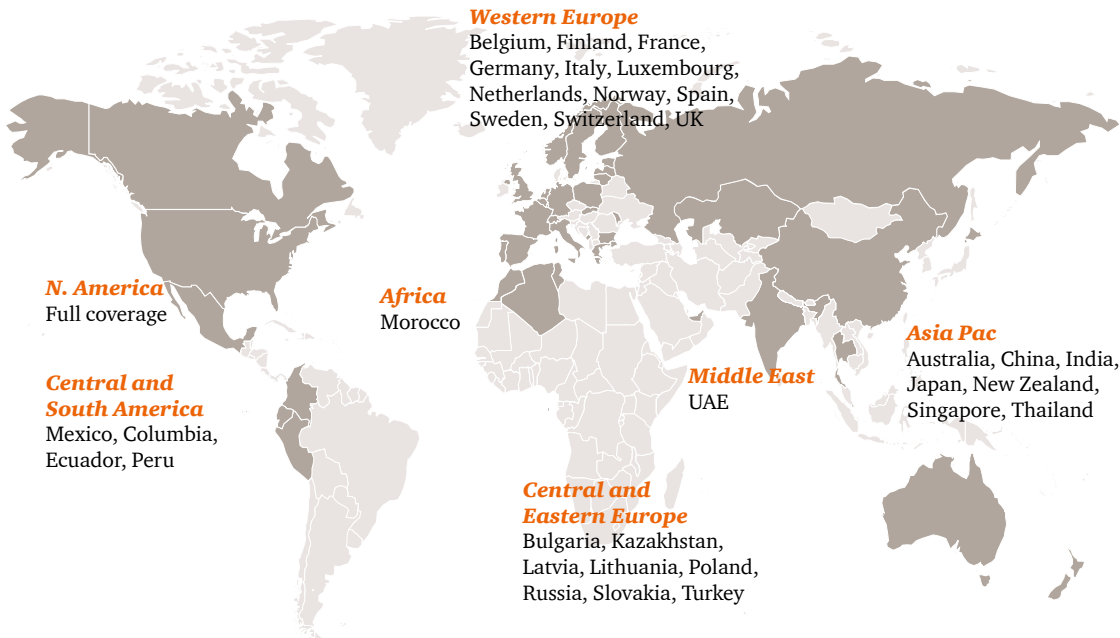 Western Europe
Belgium, Finland, France,
Germany, Italy, Luxembourg,
Netherlands, Norway, Spain,
Sweden, Switzerland, UK
N. America
Full coverage
Africa
Morocco
Asia Pac
Australia, China, India,
Japan, New Zealand,
Singapore, Thailand
Middle East
UAE
Central and
South America
Mexico, Columbia,
Ecuador, Peru
Central and
Eastern Europe
Bulgaria, Kazakhstan,
Latvia, Lithuania, Poland,
Russia, Slovakia, Turkey